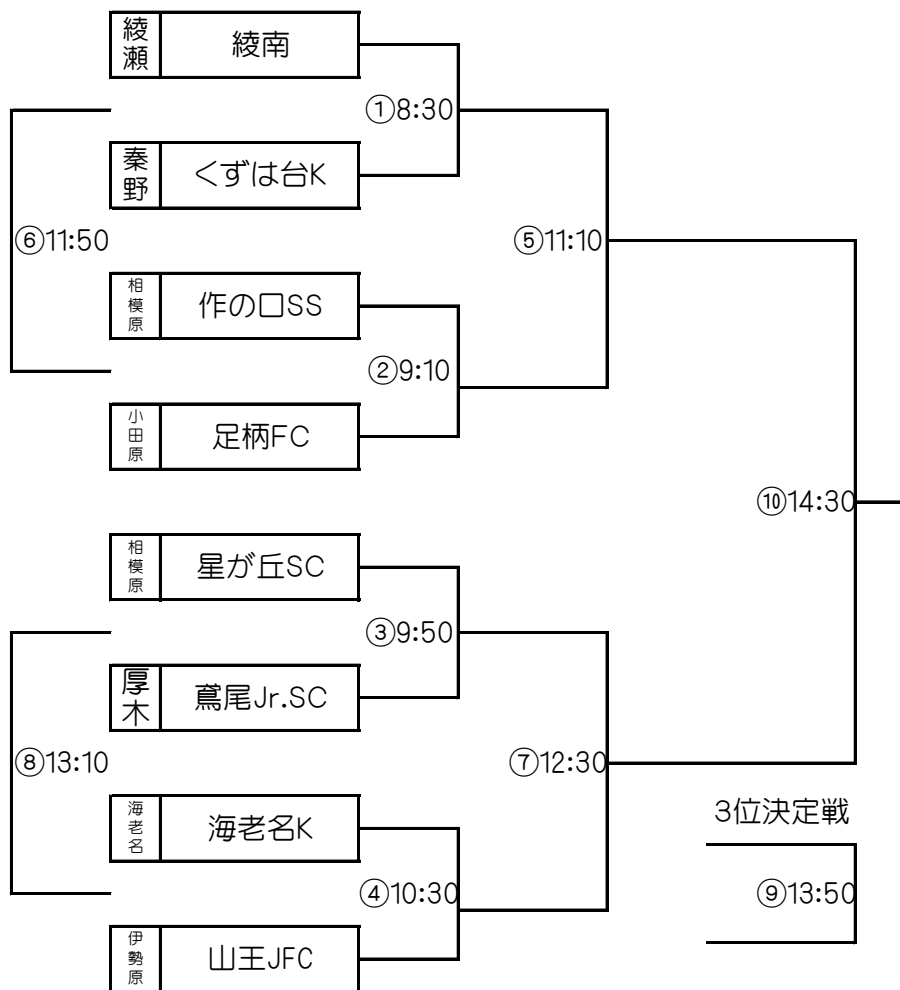 綾瀬 綾南
①8:30
秦野 くずは台K
⑥11:50
⑤11:10
相模原 作の口SS
②9:10
小田原 足柄FC
⑩14:30
相模原 星が丘SC
③9:50
厚木 鳶尾Jr.SC
⑧13:10
⑦12:30
海老名 海老名K
3位決定戦
④10:30
⑨13:50
伊勢原 山王JFC